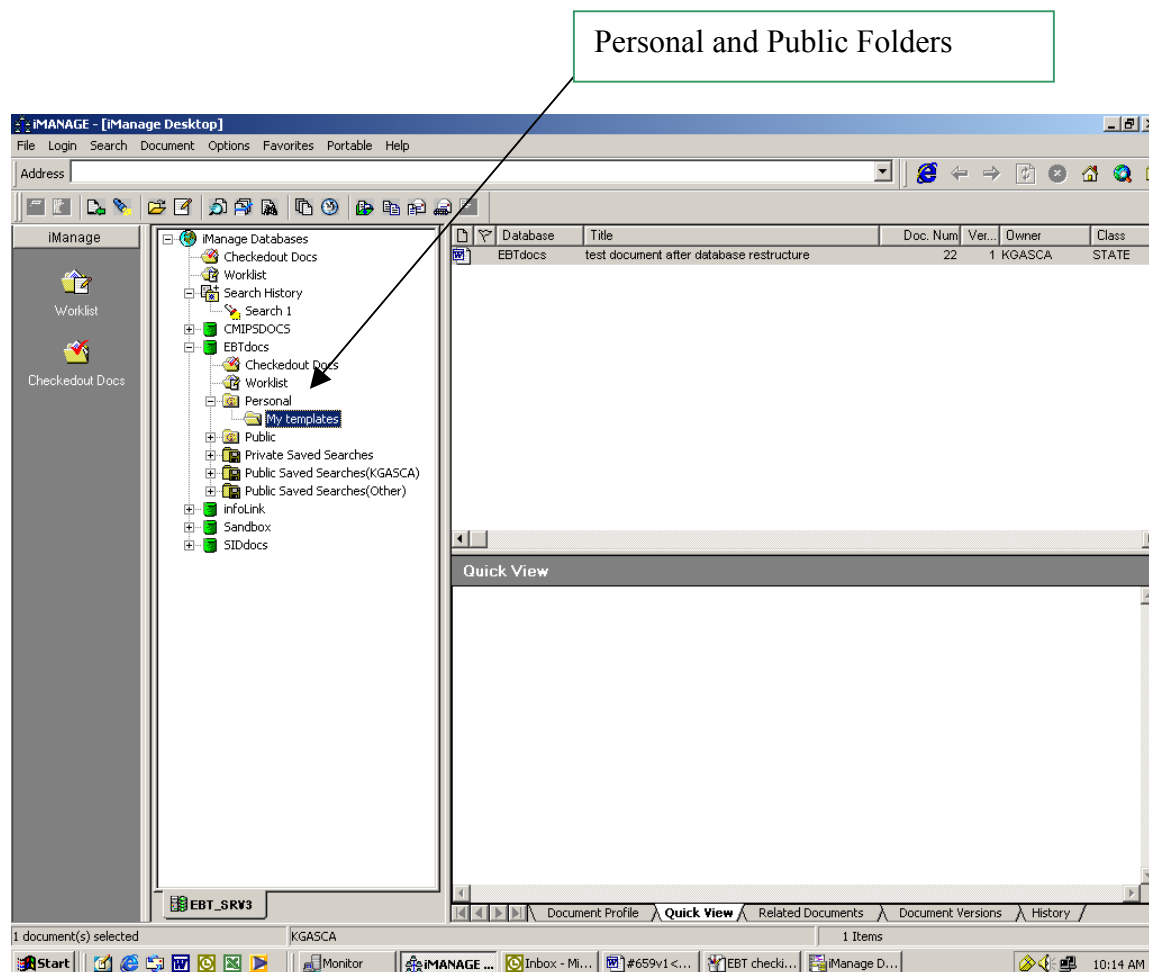 Personal and Public Folders
iMANAGE - [iManage Desktop]
File Login Search Document Options Favorites Portable Help
Address
iManage
Worklist
Checkedout Docs
iManage Databases
Checkedout Docs
Worklist
Search History
Search 1
CMIPSDOCS
EBTdocs
Checkedout Docs
Worklist
Personal
My templates
Public
Private Saved Searches
Public Saved Searches(KGASCA)
Public Saved Searches(Other)
infoLink
Sandbox
SIDdocs
EBT_SRV3
Database Title Doc. Num Ver... Owner Class
EBTdocs test document after database restructure 22 1 KGASCA STATE
Quick View
Document Profile Quick View Related Documents Document Versions History
1 document(s) selected KGASCA 1 Items
Start Monitor iMANAGE ... Inbox - Mi... #659v1 <... EBT checki... iManage D... 10:14 AM